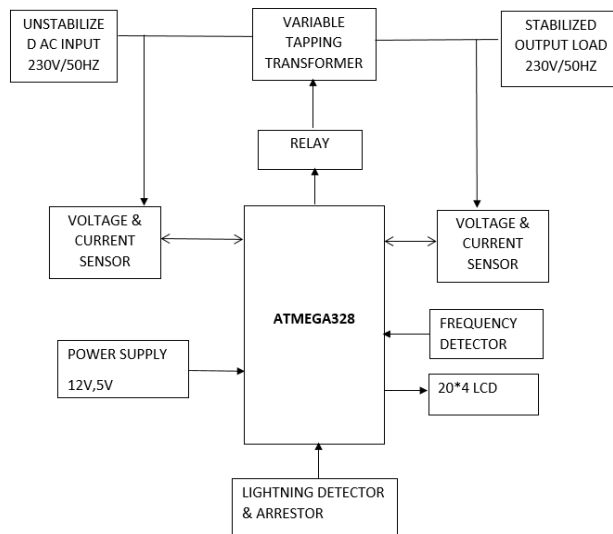 UNSTABILIZE
D AC INPUT
230V/50HZ
VARIABLE
TAPPING
TRANSFORMER
STABILIZED
OUTPUT LOAD
230V/50HZ
RELAY
VOLTAGE &
CURRENT
SENSOR
VOLTAGE &
CURRENT
SENSOR
ATMEGA328
FREQUENCY
DETECTOR
POWER SUPPLY
12V,5V
20*4 LCD
LIGHTNING DETECTOR
& ARRESTOR